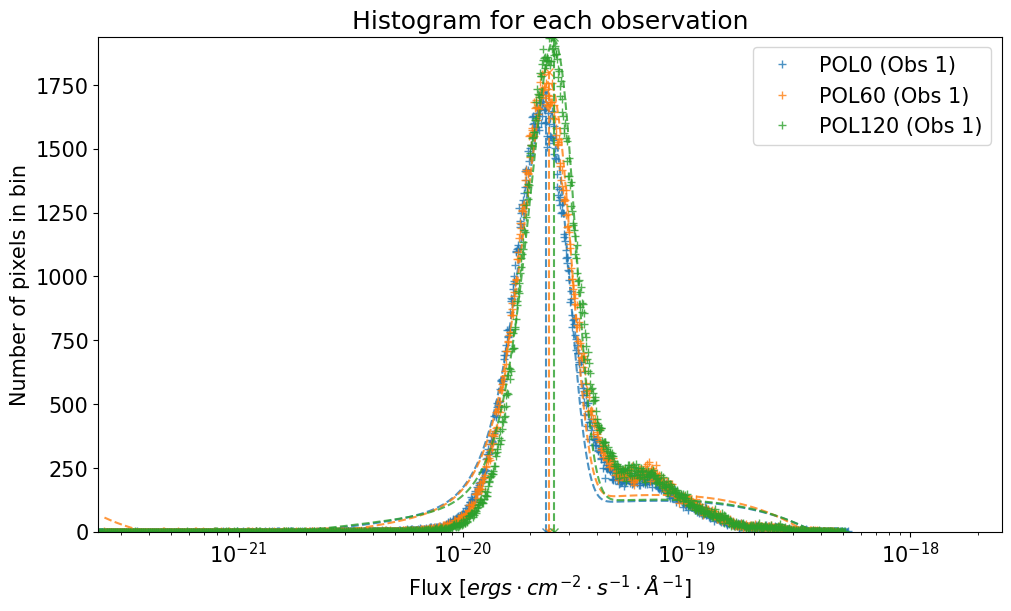 Histogram for each observation
POL0 (Obs 1)
POL60 (Obs 1)
POL120 (Obs 1)
Number of pixels in bin
1750
1500
1250
1000
750
500
250
0
10⁻²¹ 10⁻²⁰ 10⁻¹⁹ 10⁻¹⁸
Flux [ergs · cm⁻² · s⁻¹ · Å⁻¹]